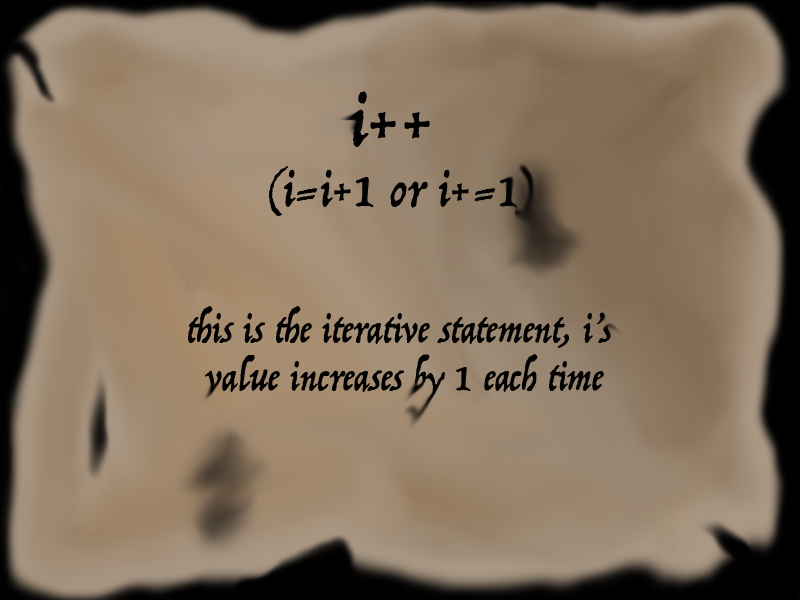 i++
(i=i+1 or i+=1)
this is the iterative statement, i's
value increases by 1 each time